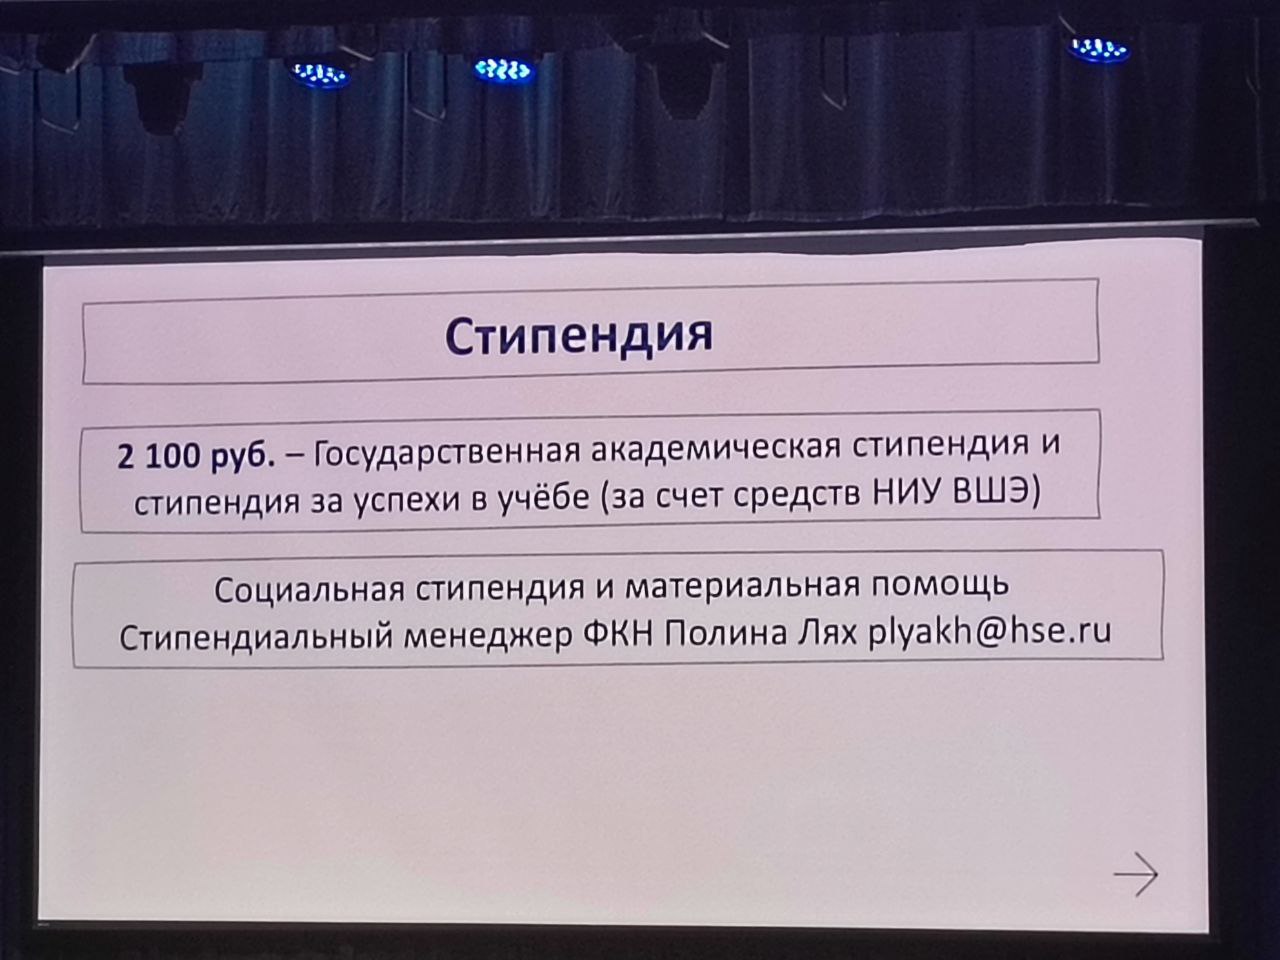 Стипендия
2 100 руб. – Государственная академическая стипендия и
стипендия за успехи в учёбе (за счет средств НИУ ВШЭ)
Социальная стипендия и материальная помощь
Стипендиальный менеджер ФКН Полина Лях plyakh@hse.ru